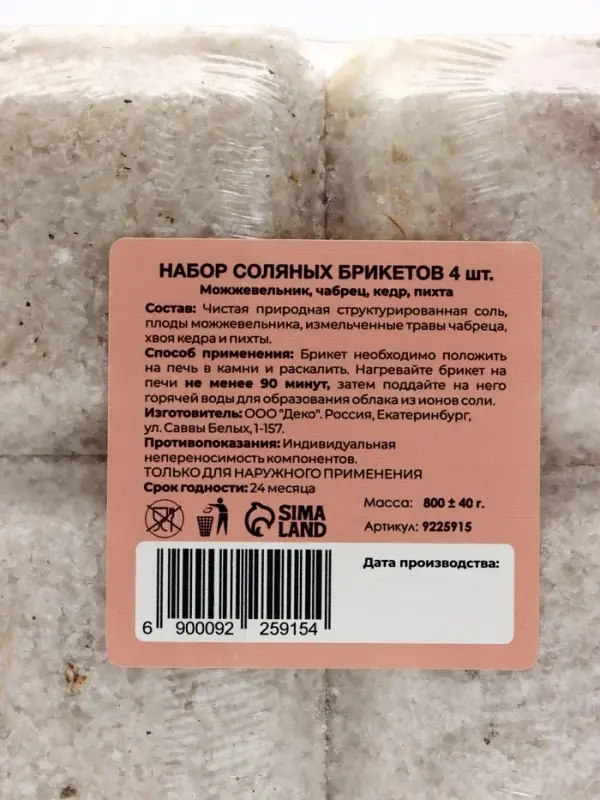 НАБОР СОЛЯНЫХ БРИКЕТОВ 4 шт.
Можжевельник, чабрец, кедр, пихта
Состав: Чистая природная структурированная соль,
плоды можжевельника, измельченные травы чабреца,
хвоя кедра и пихты.
Способ применения: Брикет необходимо положить
на печь в камни и раскалить. Нагревайте брикет на
печи не менее 90 минут, затем поддайте на него
горячей воды для образования облака из ионов соли.
Изготовитель: ООО "Деко". Россия, Екатеринбург,
ул. Саввы Белых, 1-157.
Противопоказания: Индивидуальная
непереносимость компонентов.
ТОЛЬКО ДЛЯ НАРУЖНОГО ПРИМЕНЕНИЯ
Срок годности: 24 месяца
SIMA
LAND
Масса: 800 ± 40 г.
Артикул: 9225915
Дата производства:
6 900092 259154